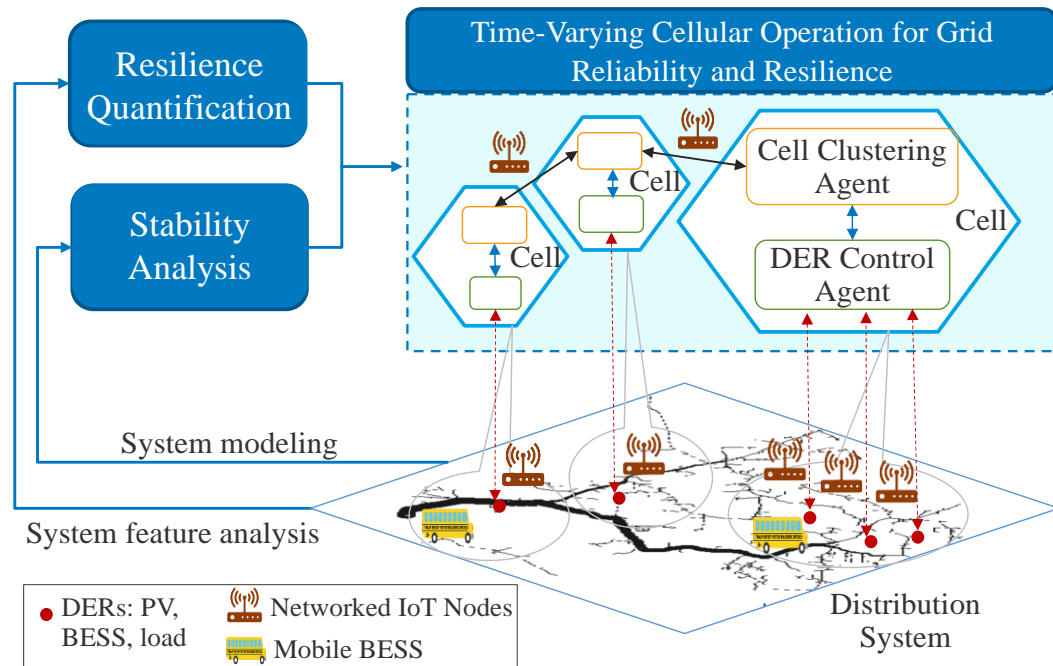 Resilience
Quantification
Stability
Analysis
Time-Varying Cellular Operation for Grid
Reliability and Resilience
Cell
Cell
Cell Clustering
Agent
Cell
DER Control
Agent
System modeling
System feature analysis
Distribution
System
DERs: PV,
BESS, load
Networked IoT Nodes
Mobile BESS